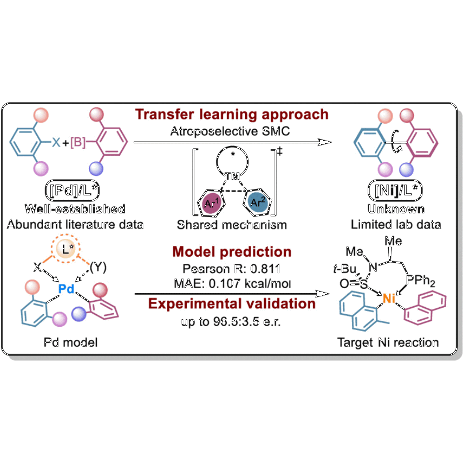 Transfer learning approach
Atroposelective SMC
X + [B]
‡
TM
Ar1 Ar2
[Pd]/L*
[Ni]/L*
Well-established
Unknown
Abundant literature data
Shared mechanism
Limited lab data
L*
X (Y)
Pd
Model prediction
Pearson R: 0.811
MAE: 0.167 kcal/mol
Experimental validation
up to 96.5:3.5 e.r.
Me
Me
t-Bu N
O S PPh2
Ni
Me
Pd model
Target Ni reaction